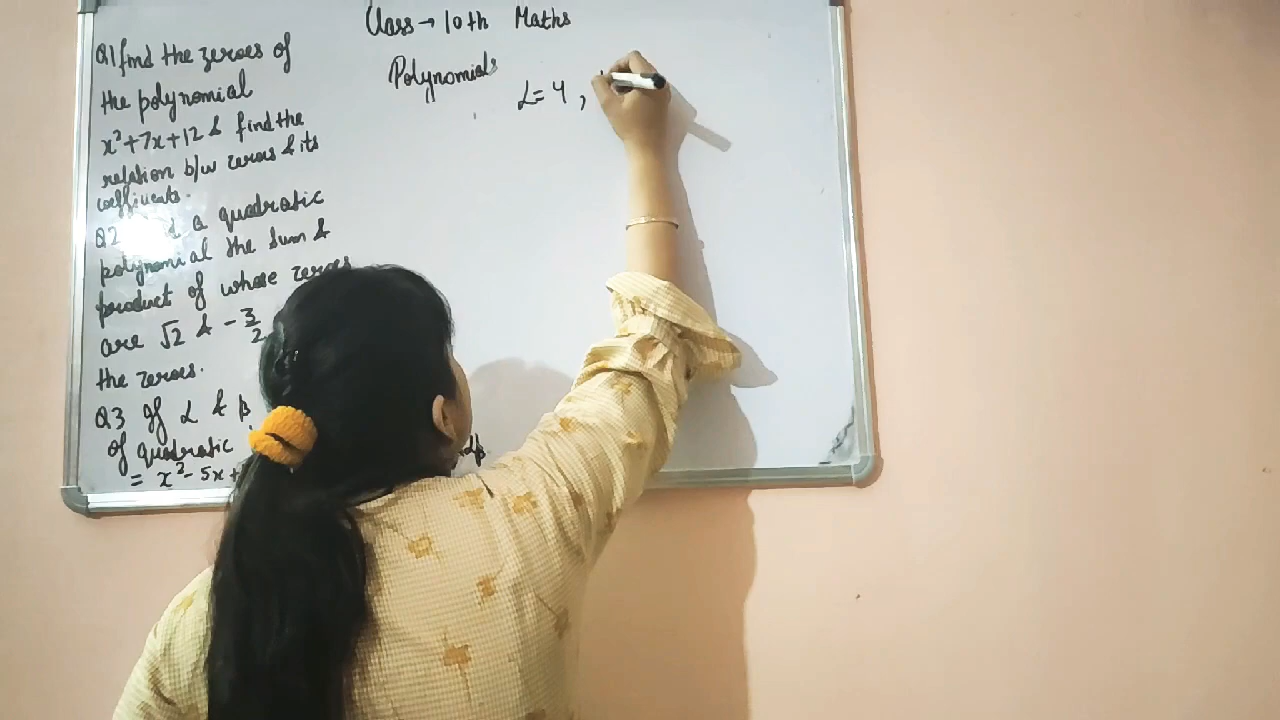 Class → 10th Maths
Polynomials
α = 4 ,
Q1 find the zeroes of
the polynomial
x²+7x+12 & find the
relation b/w zeroes & its
coefficients.
Q2 a quadratic
polynomial the sum &
product of whose zeroes
are √2 & -3/2
the zeroes.
Q3 If α & β
of quadratic
= x² - 5x +